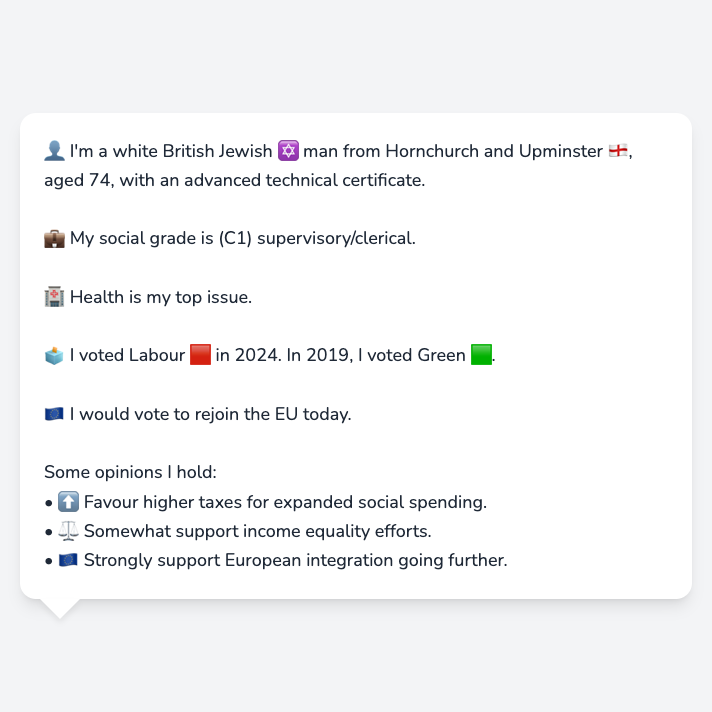 👤 I'm a white British Jewish 🔯 man from Hornchurch and Upminster 🏴󠁧󠁢󠁥󠁮󠁧󠁿,
aged 74, with an advanced technical certificate.
💼 My social grade is (C1) supervisory/clerical.
🏥 Health is my top issue.
🗳️ I voted Labour 🟥 in 2024. In 2019, I voted Green 🟩.
🇪🇺 I would vote to rejoin the EU today.
Some opinions I hold:
• ⬆️ Favour higher taxes for expanded social spending.
• ⚖️ Somewhat support income equality efforts.
• 🇪🇺 Strongly support European integration going further.